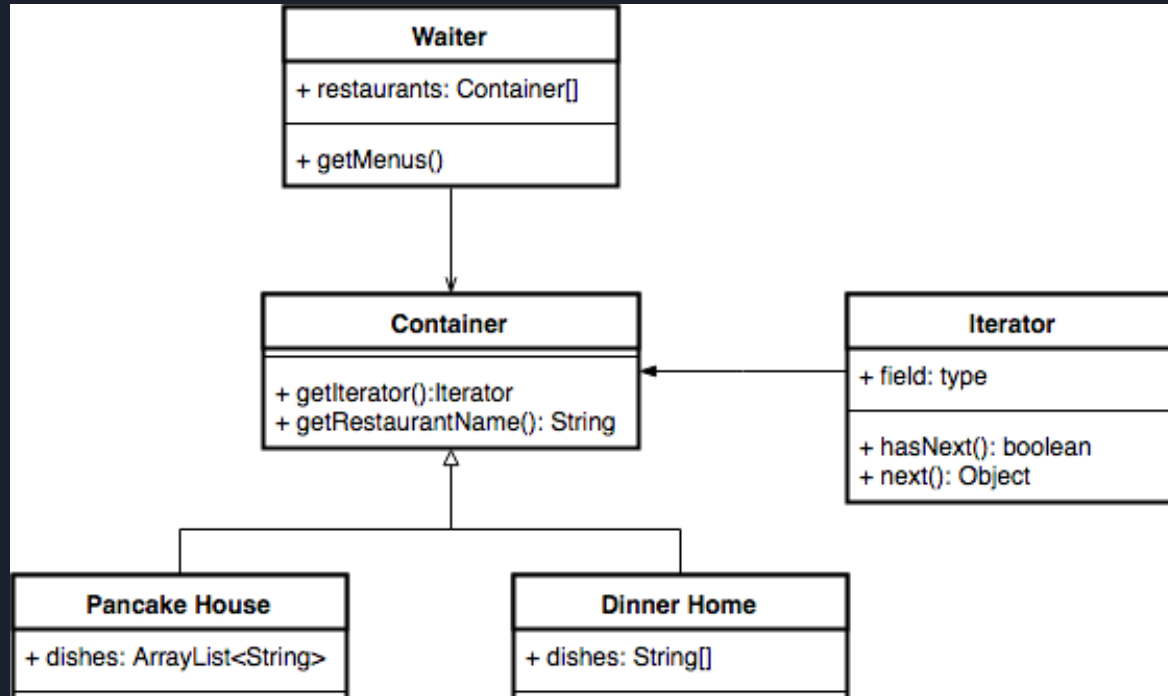 Waiter
+ restaurants: Container[]
+ getMenus()
Container
+ getIterator():Iterator
+ getRestaurantName(): String
Iterator
+ field: type
+ hasNext(): boolean
+ next(): Object
Pancake House
+ dishes: ArrayList<String>
Dinner Home
+ dishes: String[]